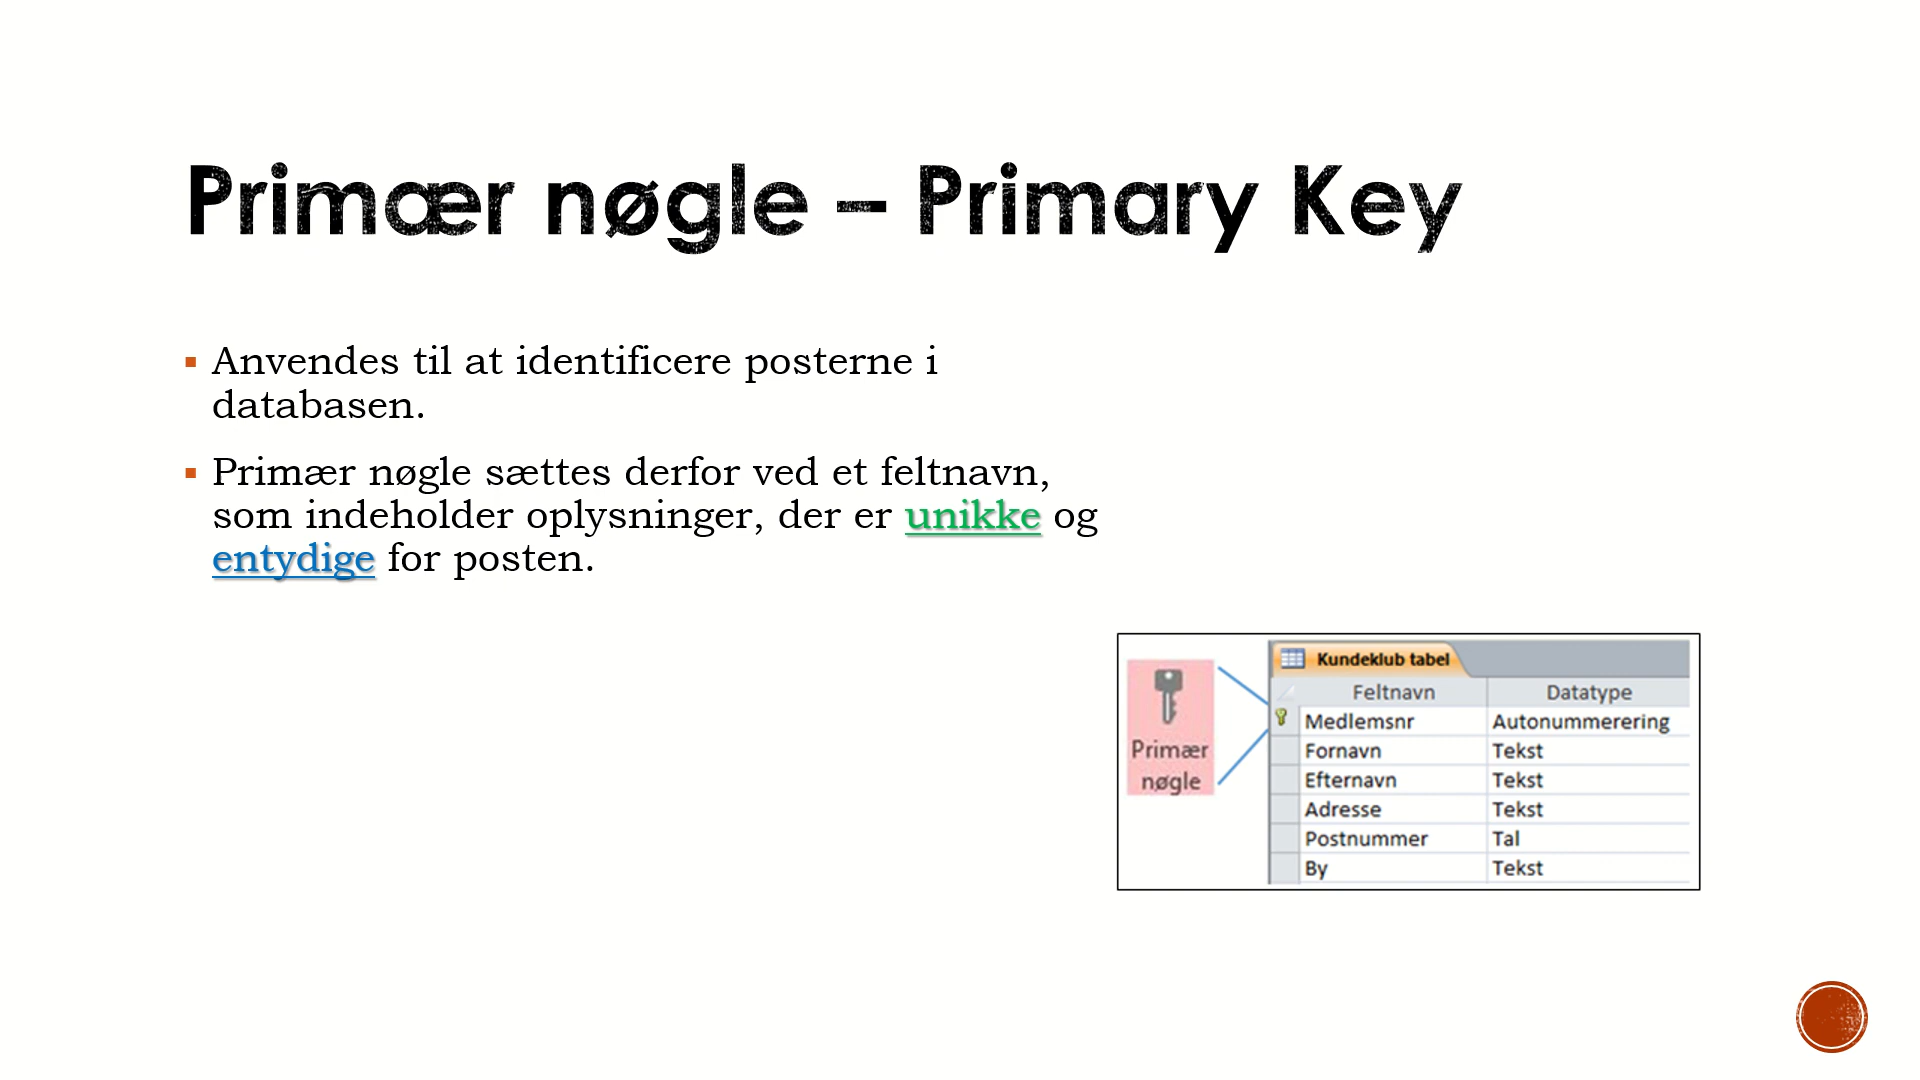 Primær nøgle – Primary Key
Anvendes til at identificere posterne i
databasen.
Primær nøgle sættes derfor ved et feltnavn,
som indeholder oplysninger, der er unikke og
entydige for posten.
Primær
nøgle
Kundeklub tabel
Feltnavn Datatype
Medlemsnr Autonummerering
Fornavn Tekst
Efternavn Tekst
Adresse Tekst
Postnummer Tal
By Tekst